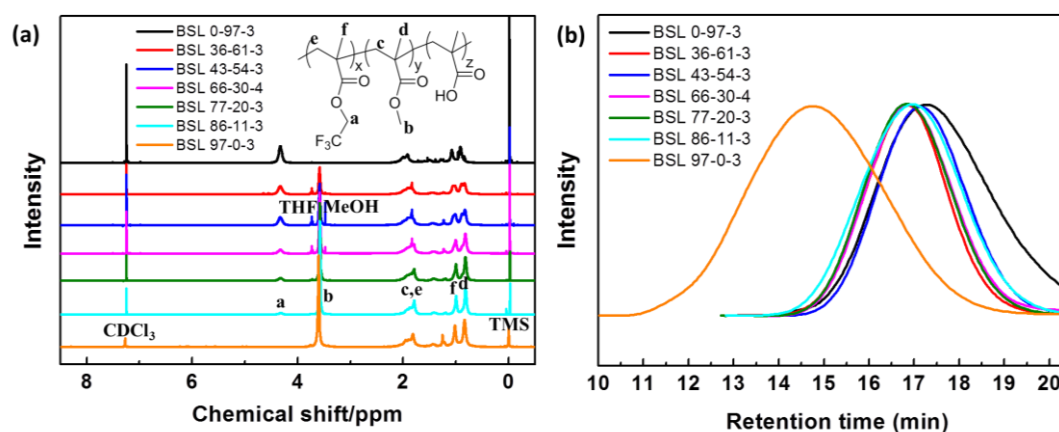 (a)
BSL 0-97-3
BSL 36-61-3
BSL 43-54-3
BSL 66-30-4
BSL 77-20-3
BSL 86-11-3
BSL 97-0-3
f
d
e
c
x
y
z
O
O
O
O
O
HO
a
b
F₃C
THF
MeOH
a
b
c,e
f
d
CDCl₃
TMS
Intensity
8
6
4
2
0
Chemical shift/ppm
(b)
BSL 0-97-3
BSL 36-61-3
BSL 43-54-3
BSL 66-30-4
BSL 77-20-3
BSL 86-11-3
BSL 97-0-3
Intensity
10 11 12 13 14 15 16 17 18 19 20
Retention time (min)